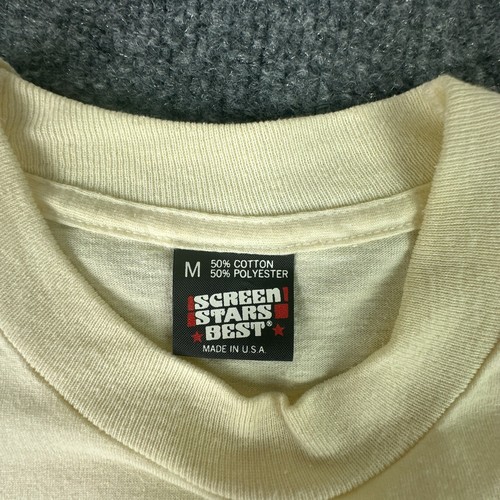 M 50% COTTON
50% POLYESTER
SCREEN
STARS
BEST®
MADE IN U.S.A.